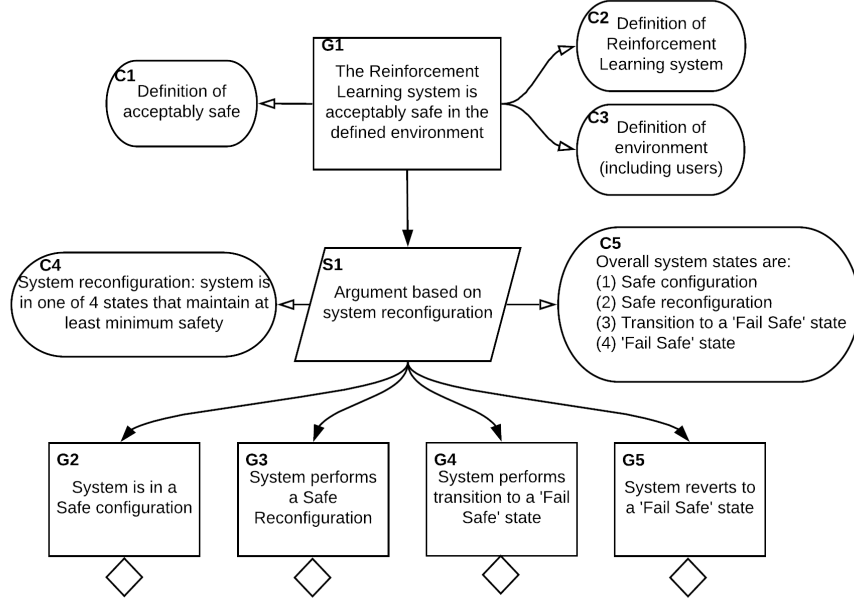 G1
The Reinforcement
Learning system is
acceptably safe in the
defined environment
C1
Definition of
acceptably safe
C2
Definition of
Reinforcement
Learning system
C3
Definition of
environment
(including users)
S1
Argument based on
system reconfiguration
C4
System reconfiguration: system is
in one of 4 states that maintain at
least minimum safety
C5
Overall system states are:
(1) Safe configuration
(2) Safe reconfiguration
(3) Transition to a 'Fail Safe' state
(4) 'Fail Safe' state
G2
System is in a
Safe configuration
G3
System performs
a Safe
Reconfiguration
G4
System performs
transition to a 'Fail
Safe' state
G5
System reverts to
a 'Fail Safe' state